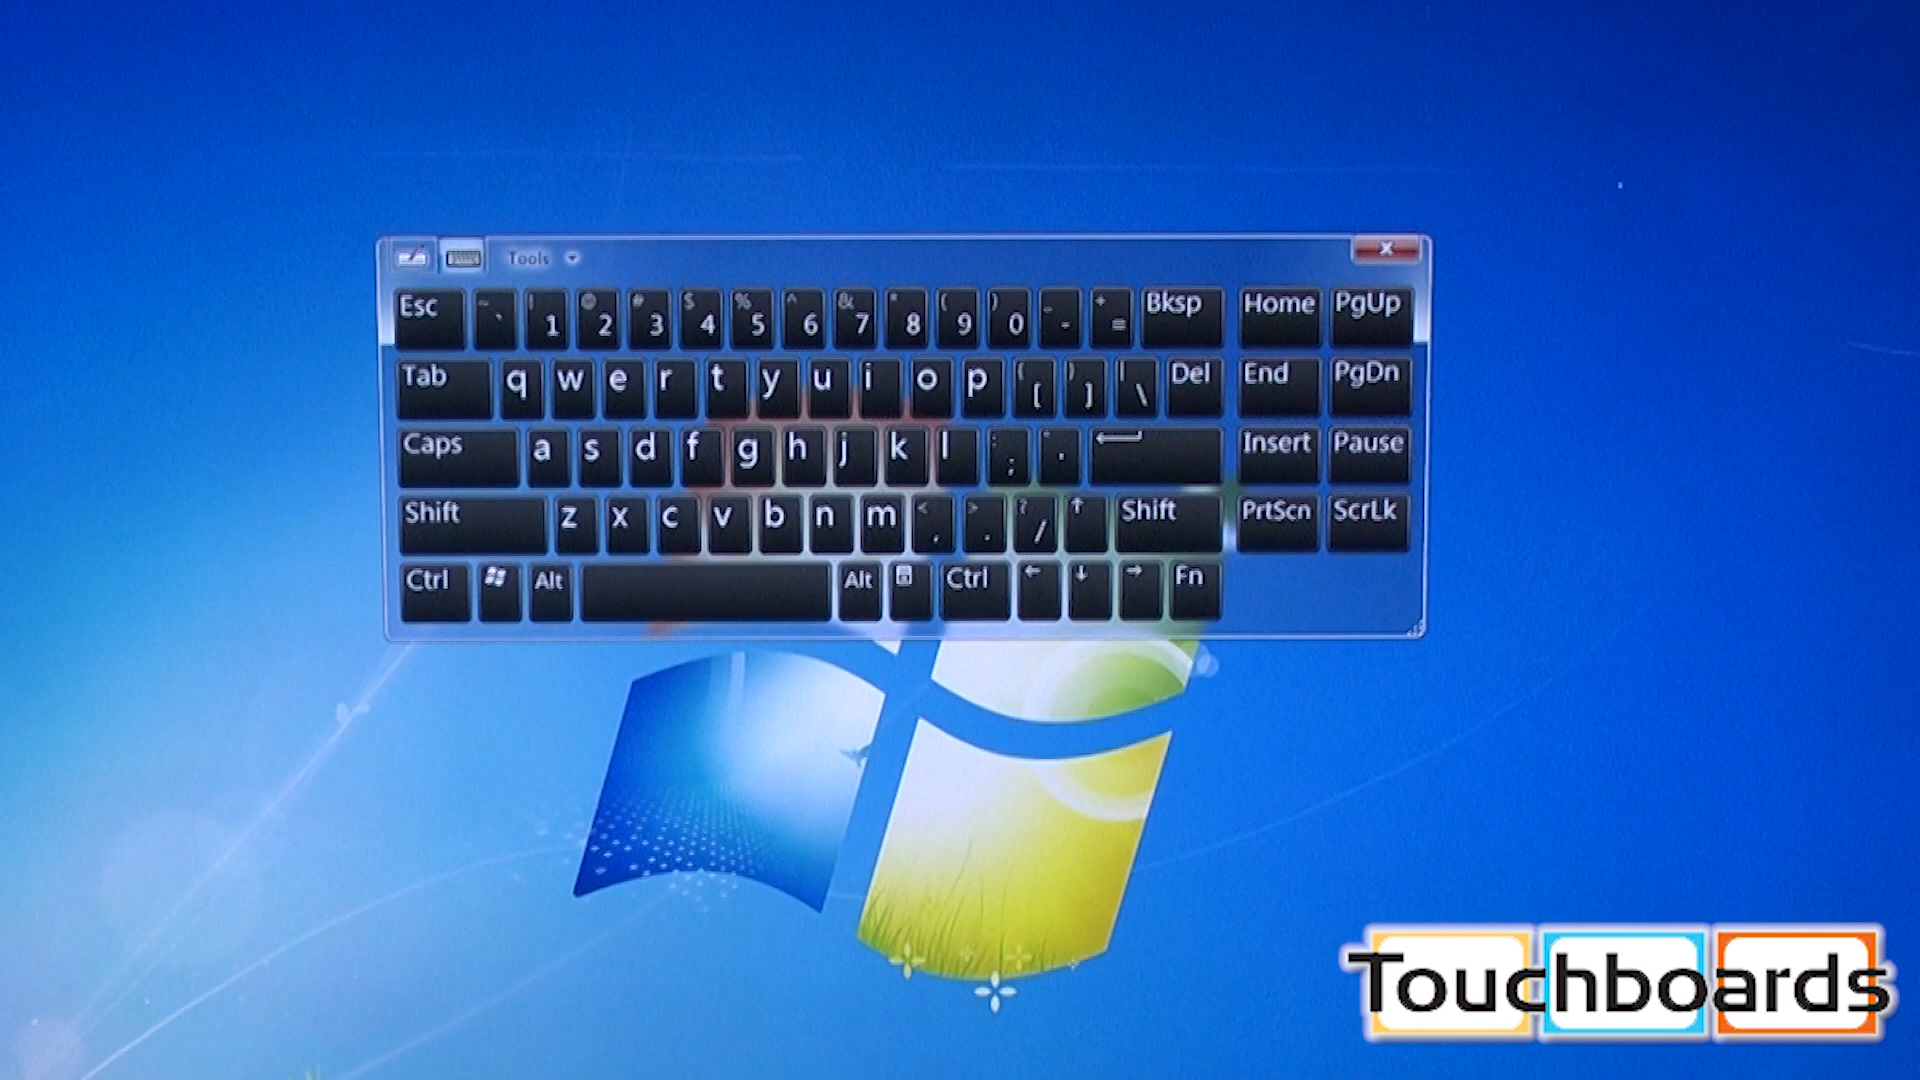 Tools
Esc ~ ` ! 1 @ 2 # 3 $ 4 % 5 ^ 6 & 7 * 8 ( 9 ) 0 _ - + = Bksp Home PgUp
Tab q w e r t y u i o p { [ } ] | \ Del End PgDn
Caps a s d f g h j k l : ; " ' Insert Pause
Shift z x c v b n m < , > . ? / ↑ Shift PrtScn ScrLk
Ctrl Alt Alt Ctrl ← ↓ → Fn
Touchboards